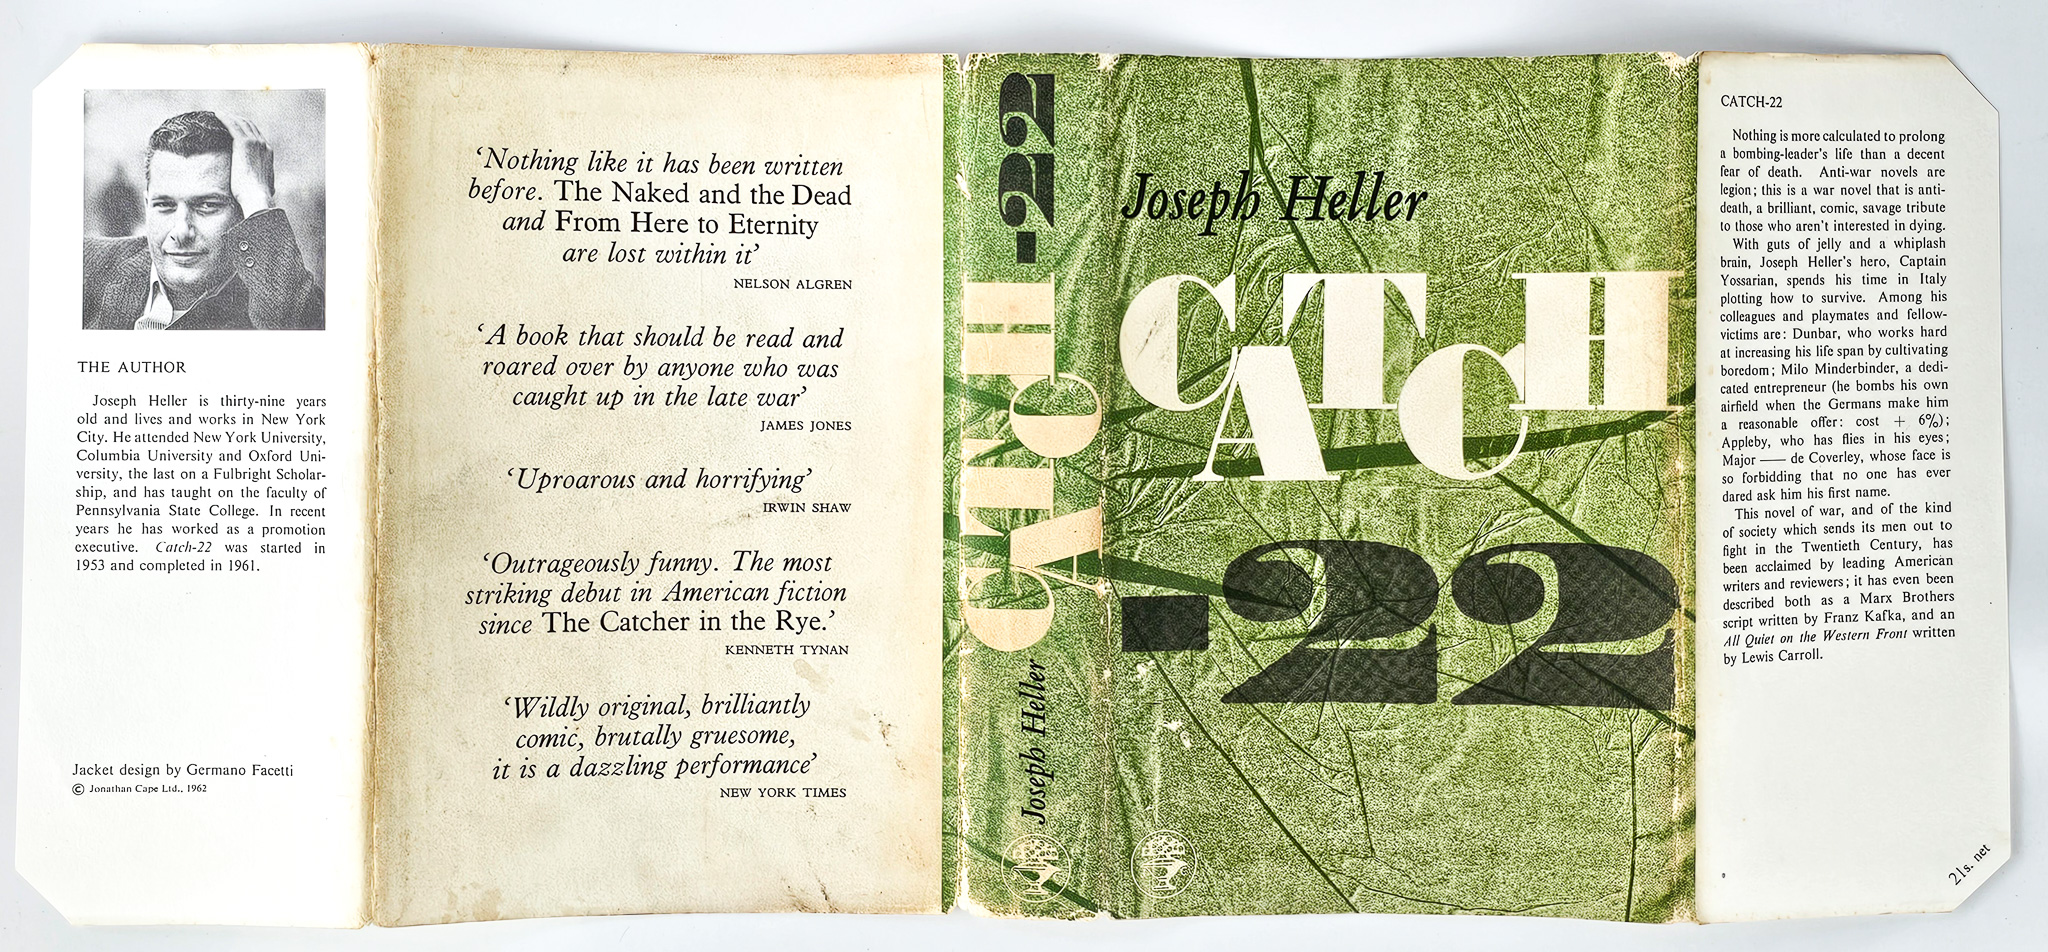 THE AUTHOR
Joseph Heller is thirty-nine years
old and lives and works in New York
City. He attended New York University,
Columbia University and Oxford Uni-
versity, the last on a Fulbright Scholar-
ship, and has taught on the faculty of
Pennsylvania State College. In recent
years he has worked as a promotion
executive. Catch-22 was started in
1953 and completed in 1961.
Jacket design by Germano Facetti
© Jonathan Cape Ltd., 1962
‘Nothing like it has been written
before. The Naked and the Dead
and From Here to Eternity
are lost within it’
NELSON ALGREN
‘A book that should be read and
roared over by anyone who was
caught up in the late war’
JAMES JONES
‘Uproarous and horrifying’
IRWIN SHAW
‘Outrageously funny. The most
striking debut in American fiction
since The Catcher in the Rye.’
KENNETH TYNAN
‘Wildly original, brilliantly
comic, brutally gruesome,
it is a dazzling performance’
NEW YORK TIMES
Joseph Heller CATCH-22
Joseph Heller
CATCH
-22
CATCH-22
Nothing is more calculated to prolong
a bombing-leader’s life than a decent
fear of death. Anti-war novels are
legion; this is a war novel that is anti-
death, a brilliant, comic, savage tribute
to those who aren’t interested in dying.
With guts of jelly and a whiplash
brain, Joseph Heller’s hero, Captain
Yossarian, spends his time in Italy
plotting how to survive. Among his
colleagues and playmates and fellow-
victims are: Dunbar, who works hard
at increasing his life span by cultivating
boredom; Milo Minderbinder, a dedi-
cated entrepreneur (he bombs his own
airfield when the Germans make him
a reasonable offer: cost + 6%);
Appleby, who has flies in his eyes;
Major —— de Coverley, whose face is
so forbidding that no one has ever
dared ask him his first name.
This novel of war, and of the kind
of society which sends its men out to
fight in the Twentieth Century, has
been acclaimed by leading American
writers and reviewers; it has even been
described both as a Marx Brothers
script written by Franz Kafka, and an
All Quiet on the Western Front written
by Lewis Carroll.
21s. net